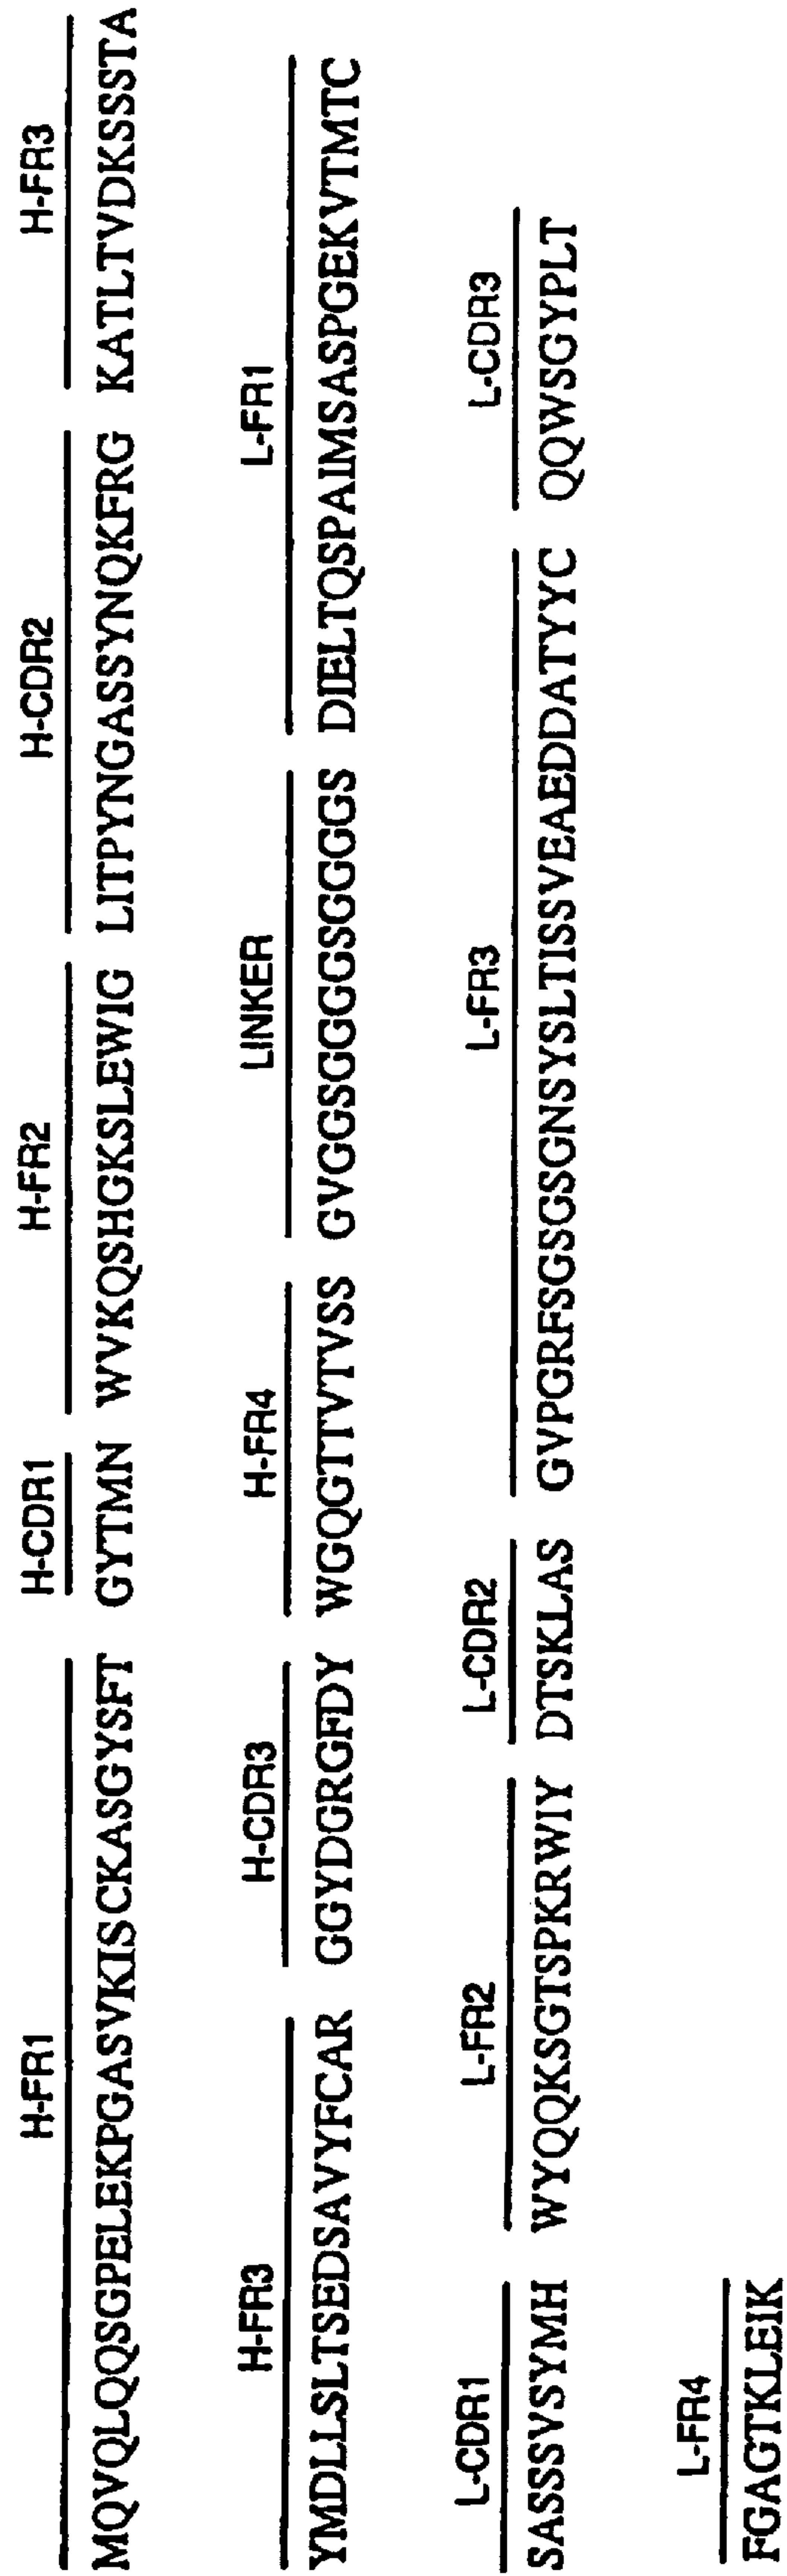 H-FR1 H-CDR1 H-FR2 H-CDR2 H-FR3
MQVQLQQSGPELEKPGASVKISCKASGYSFT GYTMN WVKQSHGKSLEWIG LITPYNGASSYNQKFRG KATLTVDKSSSTA
H-FR3 H-CDR3 H-FR4 LINKER L-FR1
YMDLLSLTSEDSAVYFCAR GGYDGRGFDY WGQGTTVTVSS GVGGSGGGGSGGGGS DIELTQSPAIMSASPGEKVTMTC
L-CDR1 L-FR2 L-CDR2 L-FR3 L-CDR3
SASSSVSYMH WYQQKSGTSPKRWIY DTSKLAS GVPGRFSGSGSGNSYSLTISSVEAEDDATYYC QQWSGYPLT
L-FR4
FGAGTKLEIK